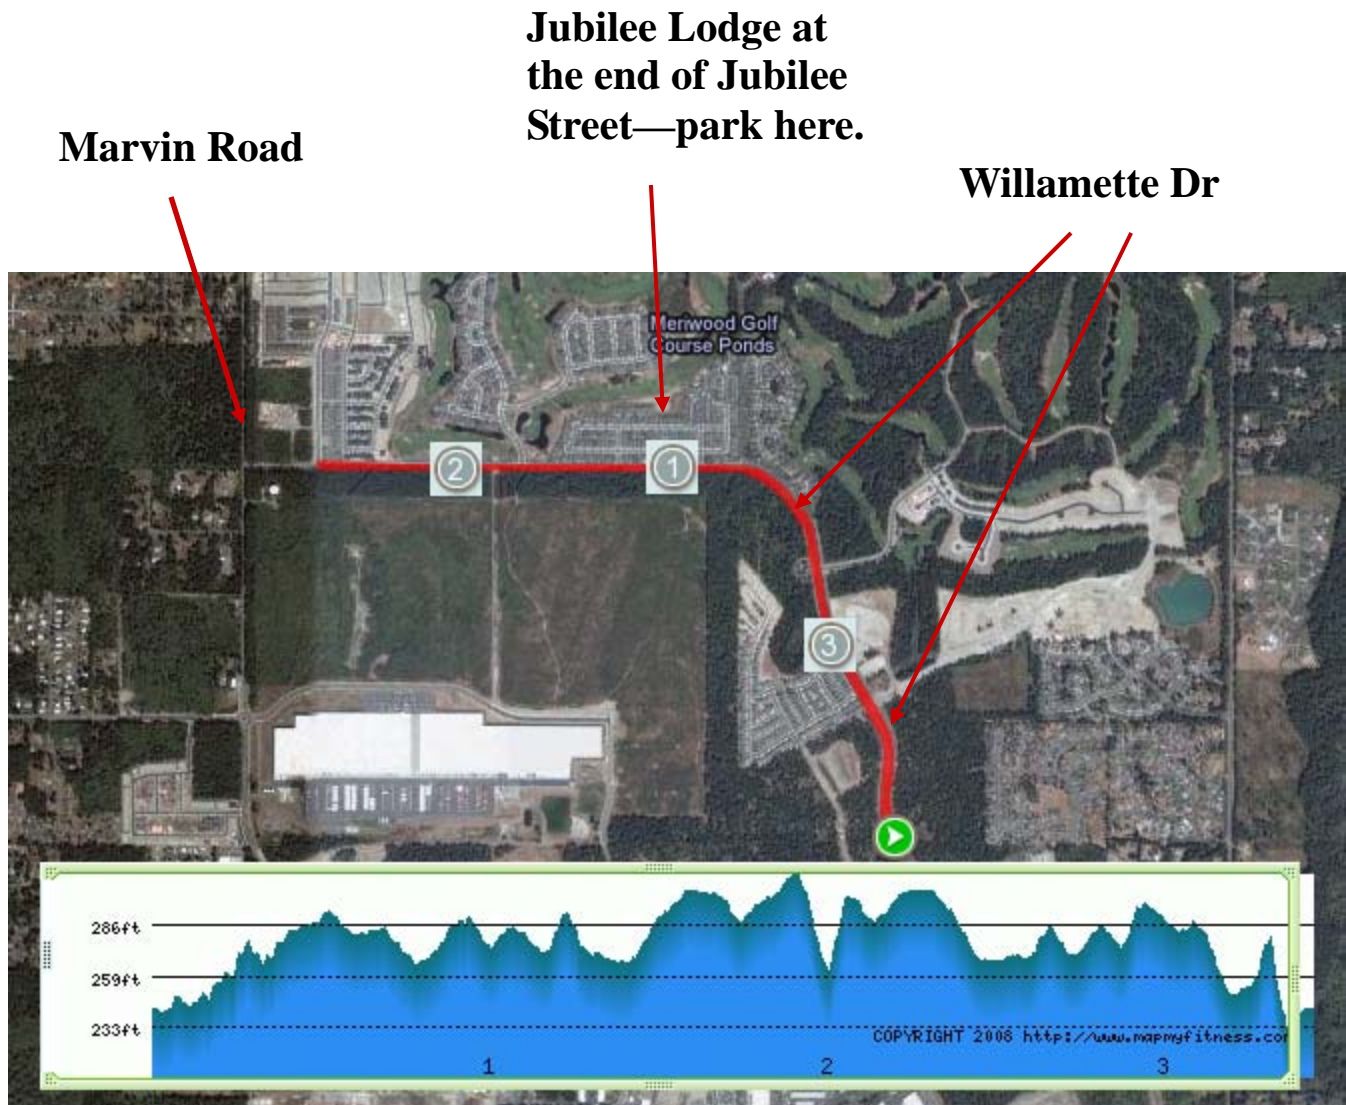 Jubilee Lodge at
the end of Jubilee
Street—park here.
Marvin Road
Willamette Dr
Meriwood Golf
Course Ponds
2
1
3
286ft
259ft
233ft
COPYRIGHT 2008 http://www.mapmyfitness.com
1 2 3